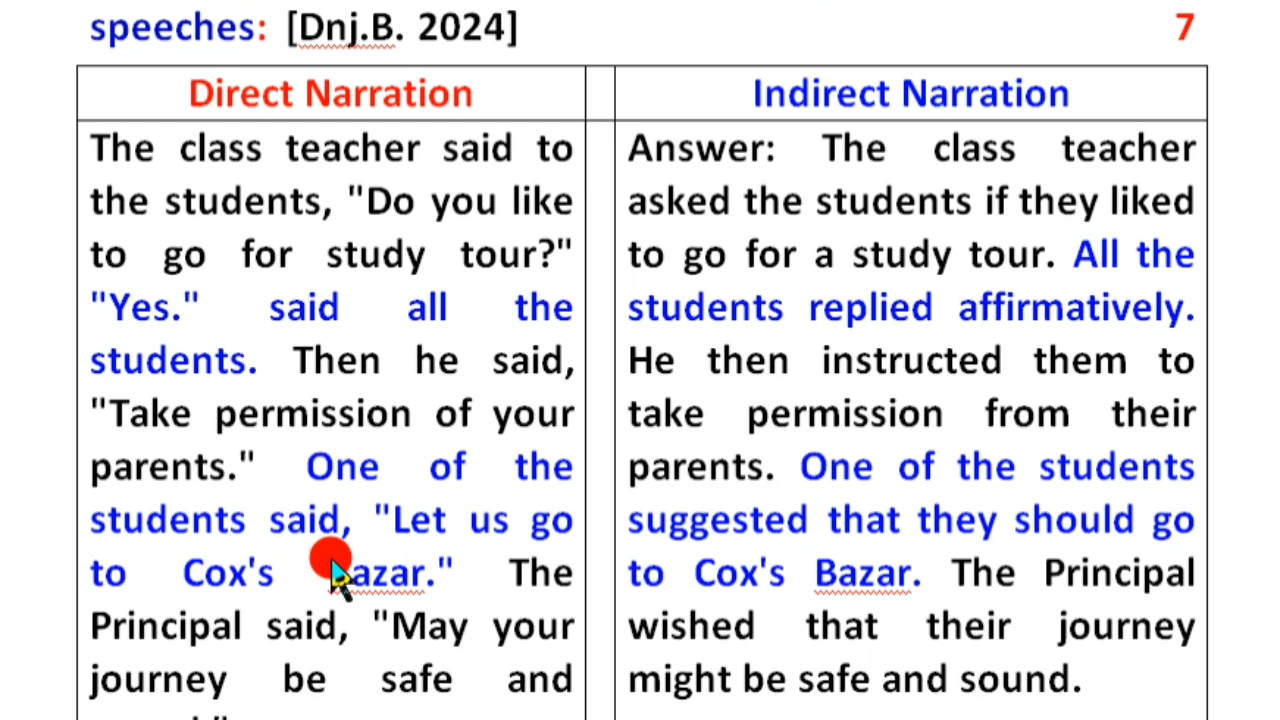 speeches: [Dnj.B. 2024] 7
Direct Narration
The class teacher said to
the students, "Do you like
to go for study tour?"
"Yes." said all the
students. Then he said,
"Take permission of your
parents." One of the
students said, "Let us go
to Cox's Bazar." The
Principal said, "May your
journey be safe and
Indirect Narration
Answer: The class teacher
asked the students if they liked
to go for a study tour. All the
students replied affirmatively.
He then instructed them to
take permission from their
parents. One of the students
suggested that they should go
to Cox's Bazar. The Principal
wished that their journey
might be safe and sound.